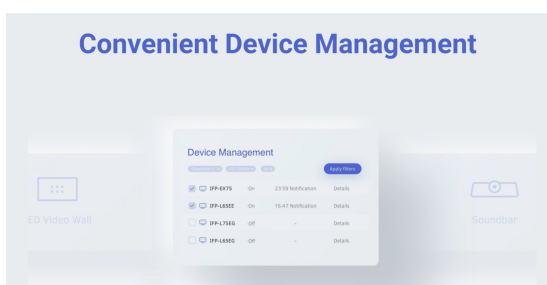 Convenient Device Management
Device Management
Apply filters
IFP-EX75 On 23:59 Notification Details
IFP-L65EE On 16:47 Notification Details
IFP-L75EG Off - Details
IFP-L65EG Off - Details
ED Video Wall
Soundbar